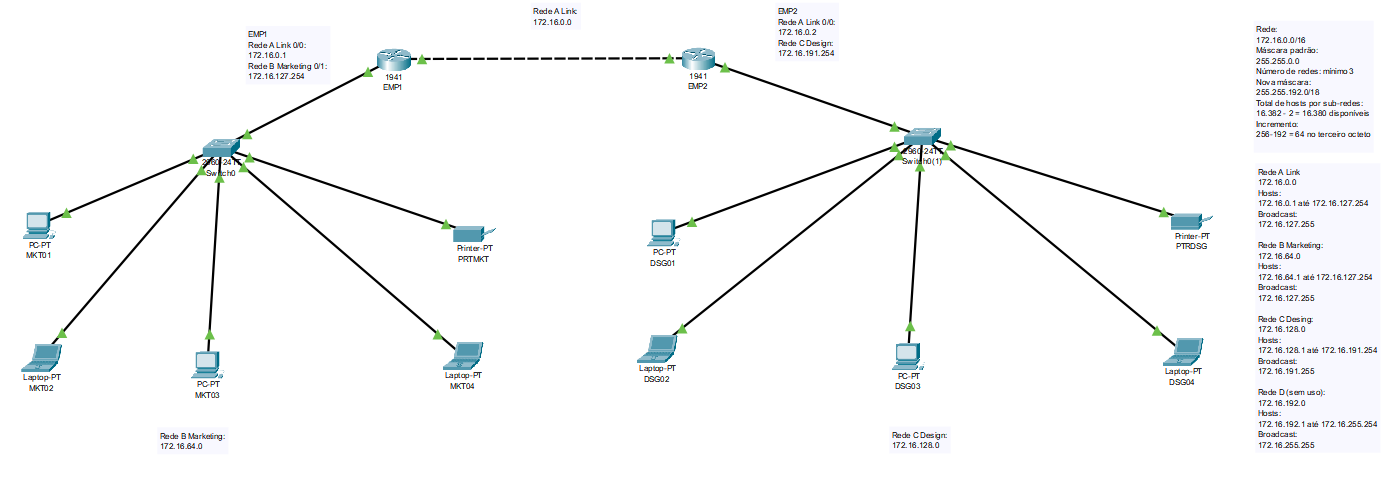 Rede A Link:
172.16.0.0
EMP1
Rede A Link 0/0:
172.16.0.1
Rede B Marketing 0/1:
172.16.127.254
EMP2
Rede A Link 0/0:
172.16.0.2
Rede C Design:
172.16.191.254
1941
EMP1
1941
EMP2
2960-24TT
Switch0
2960-24TT
Switch0(1)
PC-PT
MKT01
Printer-PT
PRTMKT
Laptop-PT
MKT02
PC-PT
MKT03
Laptop-PT
MKT04
Rede B Marketing:
172.16.64.0
PC-PT
DSG01
Printer-PT
PTRDSG
Laptop-PT
DSG02
PC-PT
DSG03
Laptop-PT
DSG04
Rede C Design:
172.16.128.0
Rede:
172.16.0.0/16
Máscara padrão:
255.255.0.0
Número de redes: mínimo 3
Nova máscara:
255.255.192.0/18
Total de hosts por sub-redes:
16.382 - 2 = 16.380 disponíveis
Incremento:
256-192 = 64 no terceiro octeto
Rede A Link
172.16.0.0
Hosts:
172.16.0.1 até 172.16.127.254
Broadcast:
172.16.127.255
Rede B Marketing:
172.16.64.0
Hosts:
172.16.64.1 até 172.16.127.254
Broadcast:
172.16.127.255
Rede C Desing:
172.16.128.0
Hosts:
172.16.128.1 até 172.16.191.254
Broadcast:
172.16.191.255
Rede D (sem uso):
172.16.192.0
Hosts:
172.16.192.1 até 172.16.255.254
Broadcast:
172.16.255.255